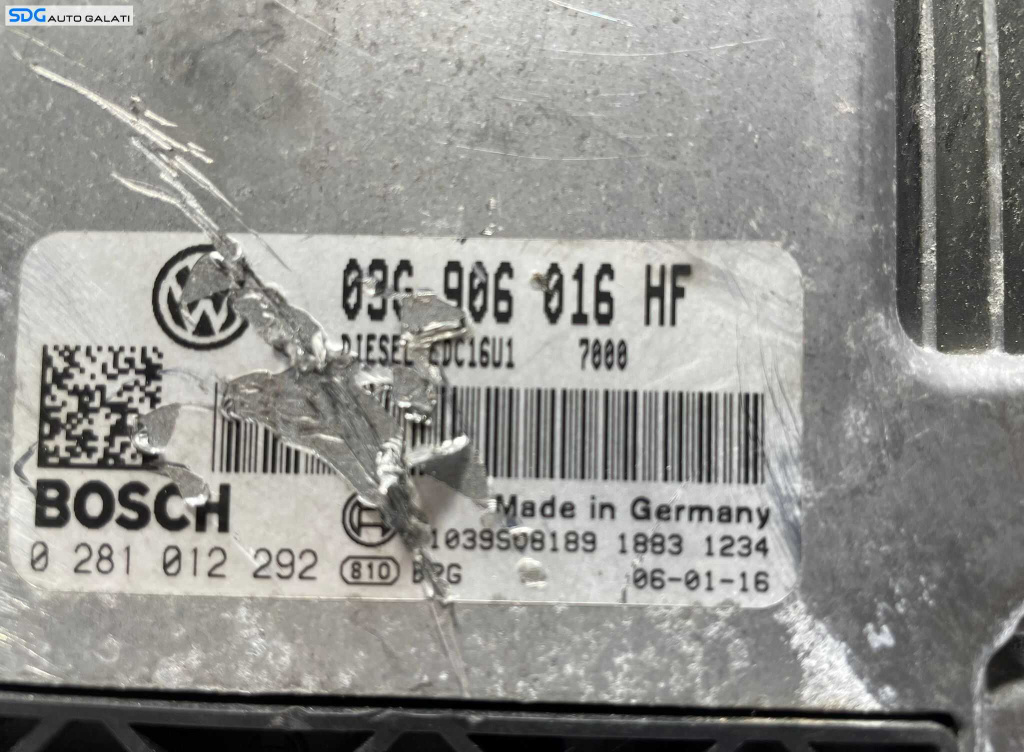 SDG AUTO GALATI
03G 906 016 HF
DIESEL EDC16U1 7000
BOSCH
Made in Germany
1039S08189 1883 1234
0 281 012 292 810
06-01-16